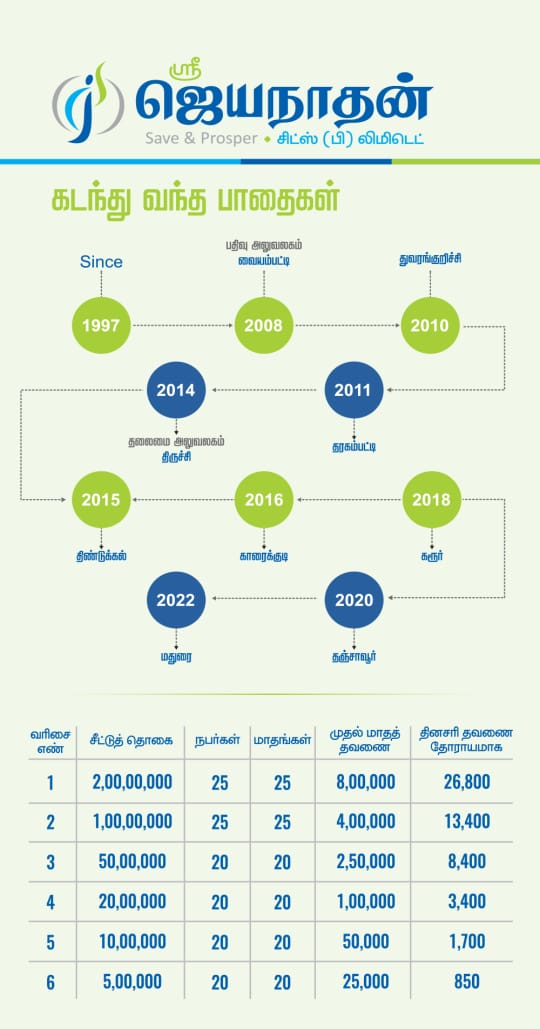 ஸ்ரீ
ஜெயநாதன்
Save & Prosper • சிட்ஸ் (பி) லிமிடெட்
கடந்து வந்த பாதைகள்
Since
1997
பதிவு அலுவலகம்
வையம்பட்டி
2008
துவரங்குறிச்சி
2010
2014
தலைமை அலுவலகம்
திருச்சி
2011
தரகம்பட்டி
2015
திண்டுக்கல்
2016
காரைக்குடி
2018
கரூர்
2022
மதுரை
2020
தஞ்சாவூர்
வரிசை எண் சீட்டுத் தொகை நபர்கள் மாதங்கள் முதல் மாதத் தவணை தினசரி தவணை தோராயமாக
1 2,00,00,000 25 25 8,00,000 26,800
2 1,00,00,000 25 25 4,00,000 13,400
3 50,00,000 20 20 2,50,000 8,400
4 20,00,000 20 20 1,00,000 3,400
5 10,00,000 20 20 50,000 1,700
6 5,00,000 20 20 25,000 850